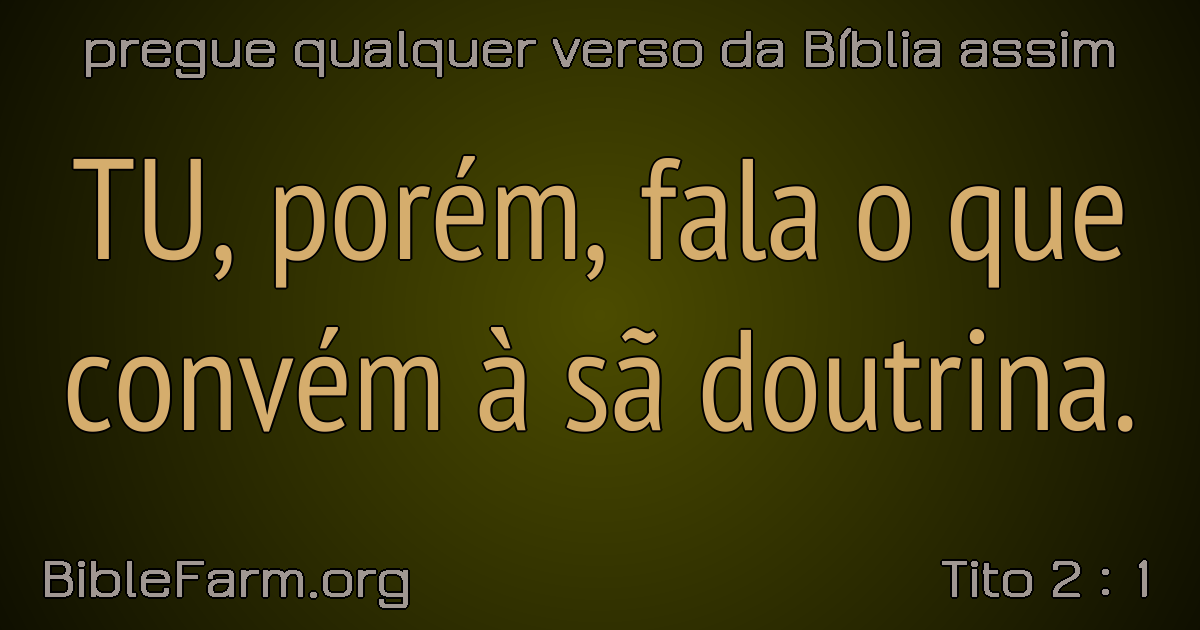 pregue qualquer verso da Bíblia assim
TU, porém, fala o que
convém à sã doutrina.
BibleFarm.org
Tito 2 : 1